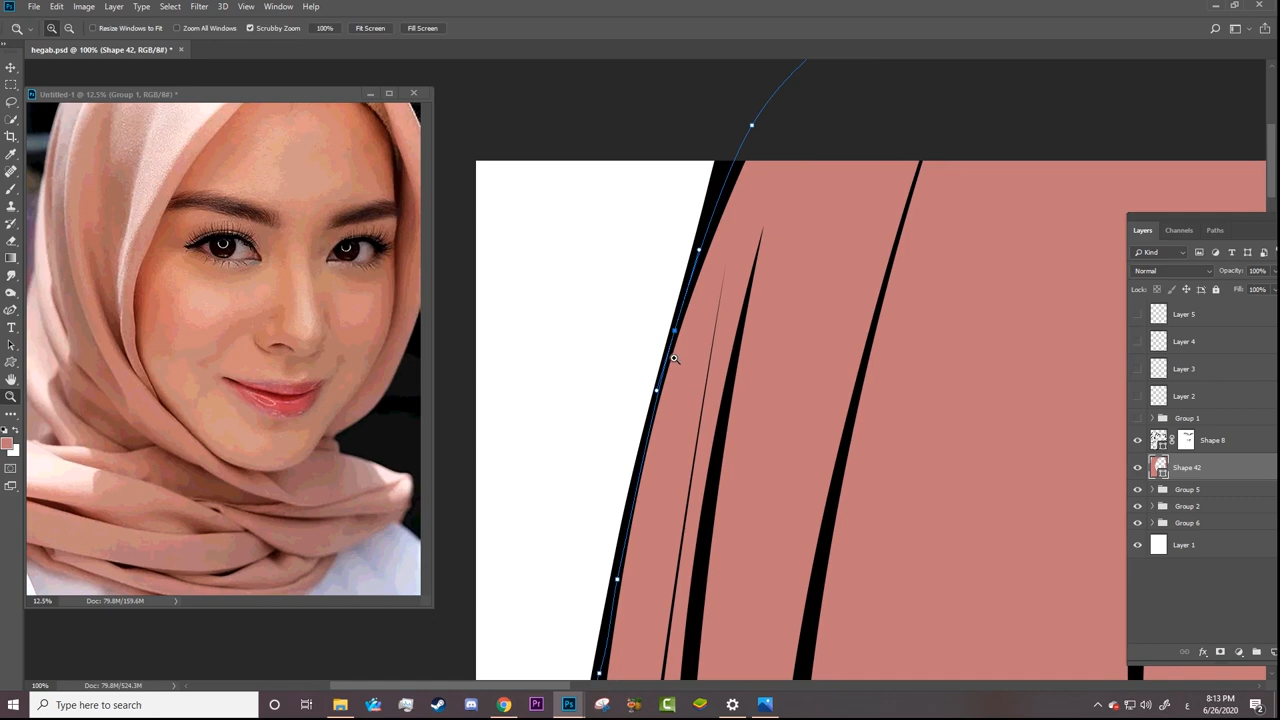 Ps File Edit Image Layer Type Select Filter 3D View Window Help
Resize Windows to Fit Zoom All Windows Scrubby Zoom 100% Fit Screen Fill Screen
hegab.psd @ 100% (Shape 42, RGB/8#) * ×
Untitled-1 @ 12.5% (Group 1, RGB/8#) *
12.5% Doc: 79.8M/159.6M
Layers Channels Paths
Kind
Normal Opacity: 100%
Lock: Fill: 100%
Layer 5
Layer 4
Layer 3
Layer 2
Group 1
Shape 8
Shape 42
Group 5
Group 2
Group 6
Layer 1
fx
100% Doc: 79.8M/524.3M
Type here to search
Pr Ps
ع
8:13 PM
6/26/2020